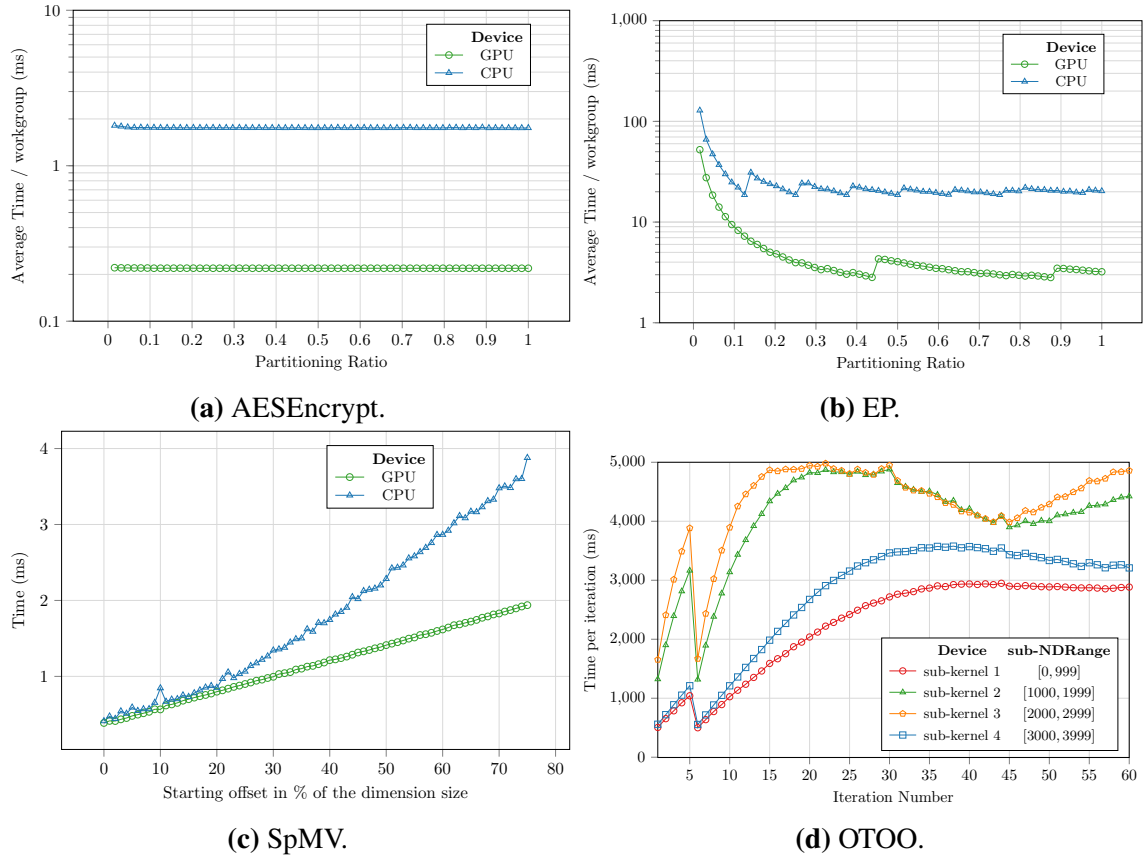 10
1
0.1
Average Time / workgroup (ms)
0 0.1 0.2 0.3 0.4 0.5 0.6 0.7 0.8 0.9 1
Partitioning Ratio
Device
GPU
CPU
(a) AESEncrypt.
1,000
100
10
1
Average Time / workgroup (ms)
0 0.1 0.2 0.3 0.4 0.5 0.6 0.7 0.8 0.9 1
Partitioning Ratio
Device
GPU
CPU
(b) EP.
4
3
2
1
Time (ms)
0 10 20 30 40 50 60 70 80
Starting offset in % of the dimension size
Device
GPU
CPU
(c) SpMV.
5,000
4,000
3,000
2,000
1,000
0
Time per iteration (ms)
5 10 15 20 25 30 35 40 45 50 55 60
Iteration Number
Device sub-NDRange
sub-kernel 1 [0, 999]
sub-kernel 2 [1000, 1999]
sub-kernel 3 [2000, 2999]
sub-kernel 4 [3000, 3999]
(d) OTOO.